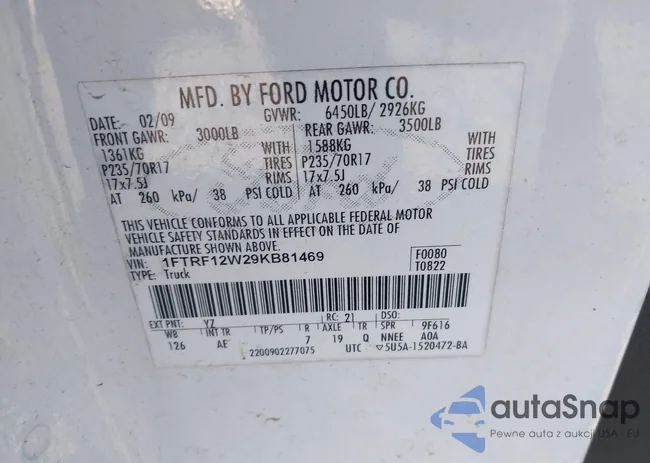 MFD. BY FORD MOTOR CO.
DATE: 02/09 GVWR: 6450LB/ 2926KG
FRONT GAWR: 3000LB REAR GAWR: 3500LB
1361KG WITH 1588KG WITH
P235/70R17 TIRES P235/70R17 TIRES
17x7.5J RIMS 17x7.5J RIMS
AT 260 kPa/ 38 PSI COLD AT 260 kPa/ 38 PSI COLD
THIS VEHICLE CONFORMS TO ALL APPLICABLE FEDERAL MOTOR
VEHICLE SAFETY STANDARDS IN EFFECT ON THE DATE OF
MANUFACTURE SHOWN ABOVE.
VIN: 1FTRF12W29KB81469 F0080
TYPE: Truck T0822
EXT PNT: YZ RC: 21 DSO:
WB INT TR TP/PS R AXLE TR SPR 9F616
126 AE 7 19 Q NNEE A0A
2200902277075 UTC ▽5U5A-1520472-BA
autoSnap
Pewne auta z aukcji USA - EU